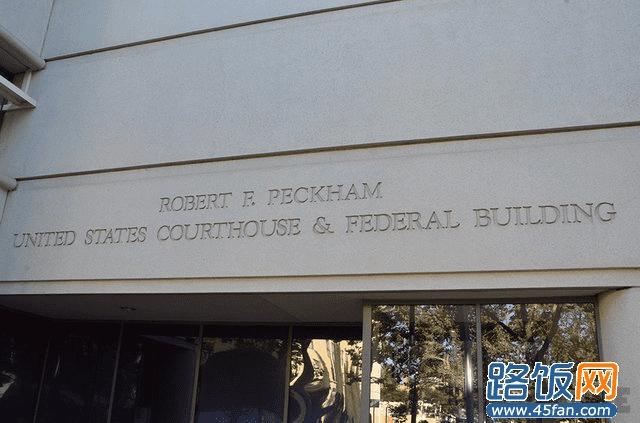 ROBERT F. PECKHAM
UNITED STATES COURTHOUSE & FEDERAL BUILDING
路饭网
www.45fan.com